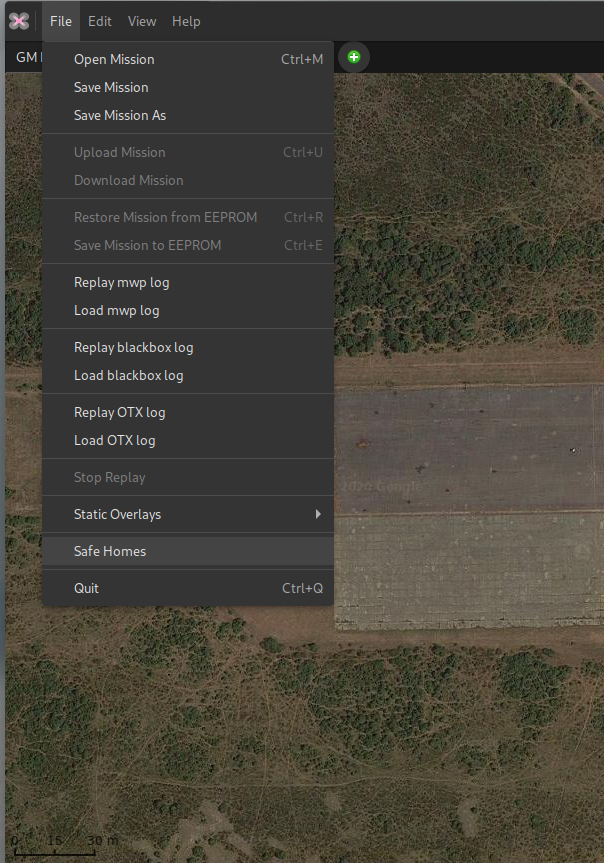 File Edit View Help
GM
Open Mission Ctrl+M
Save Mission
Save Mission As
Upload Mission Ctrl+U
Download Mission
Restore Mission from EEPROM Ctrl+R
Save Mission to EEPROM Ctrl+E
Replay mwp log
Load mwp log
Replay blackbox log
Load blackbox log
Replay OTX log
Load OTX log
Stop Replay
Static Overlays
Safe Homes
Quit Ctrl+Q
2020 Google
0 15 30 m